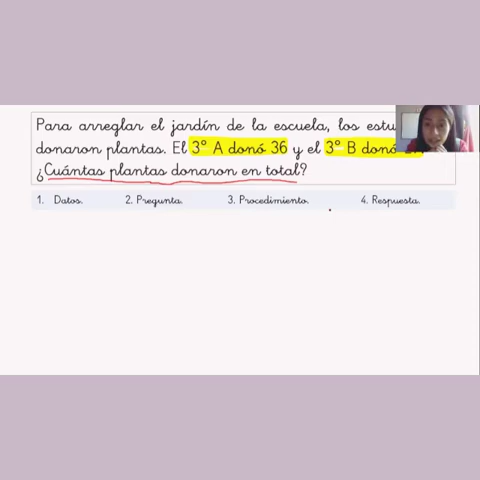 Para arreglar el jardín de la escuela, los
donaron plantas. El 3° A donó 36 y el 3° B donó
¿Cuántas plantas donaron en total?
1. Datos. 2. Pregunta. 3. Procedimiento. 4. Respuesta.